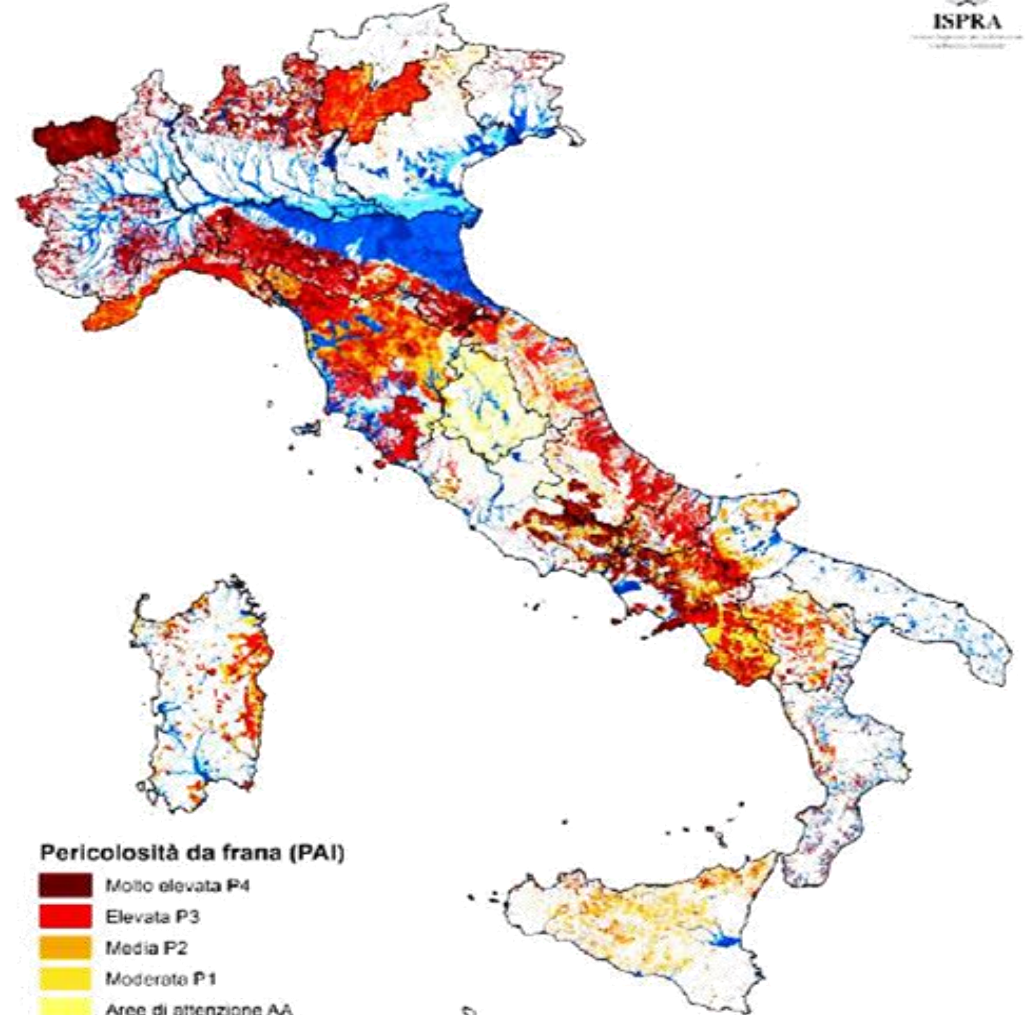 ISPRA
Pericolosità da frana (PAI)
Molto elevata P4
Elevata P3
Media P2
Moderata P1
Aree di attenzione AA